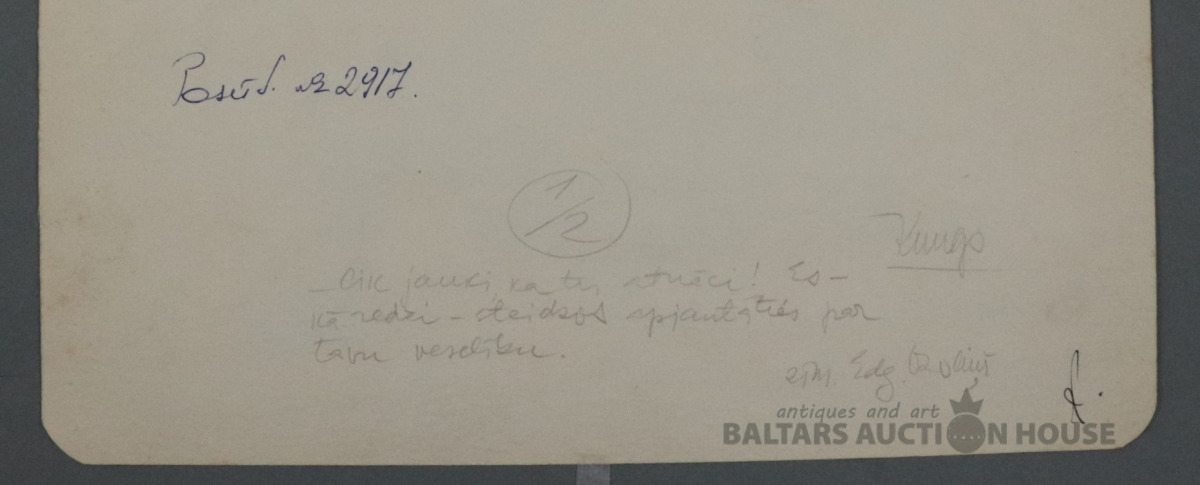 № 2917.
1/2
Kungs
— Cik jauki, ka tu atnāci! Es —
kā redzi — steidzos apjautāties par
tavu veselību.
zīm. Edg. Ozoliņš
antiques and art
BALTARS AUCTION HOUSE